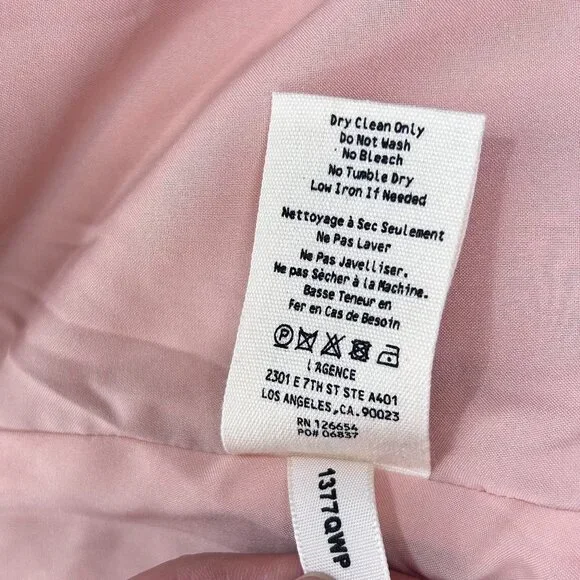 Dry Clean Only
Do Not Wash
No Bleach
No Tumble Dry
Low Iron If Needed
Nettoyage à Sec Seulement
Ne Pas Laver
Ne Pas Javelliser.
Ne pas Sècher à la Machine.
Basse Teneur en
Fer en Cas de Besoin
P
L'AGENCE
2301 E 7TH ST STE A401
LOS ANGELES, CA. 90023
RN 126654
PO# 06837
1377QWP